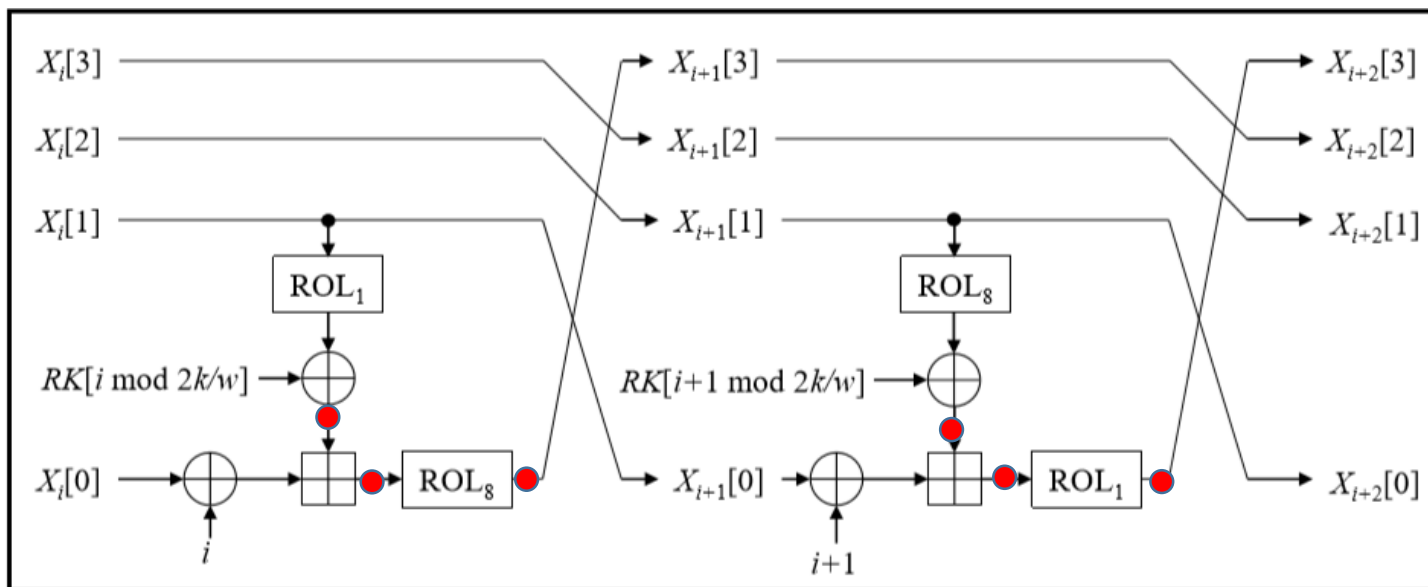 Xᵢ[3] Xᵢ₊₁[3] Xᵢ₊₂[3]
Xᵢ[2] Xᵢ₊₁[2] Xᵢ₊₂[2]
Xᵢ[1] Xᵢ₊₁[1] Xᵢ₊₂[1]
ROL₁ ROL₈
RK[i mod 2k/w] RK[i+1 mod 2k/w]
Xᵢ[0] ROL₈ Xᵢ₊₁[0] ROL₁ Xᵢ₊₂[0]
i i+1